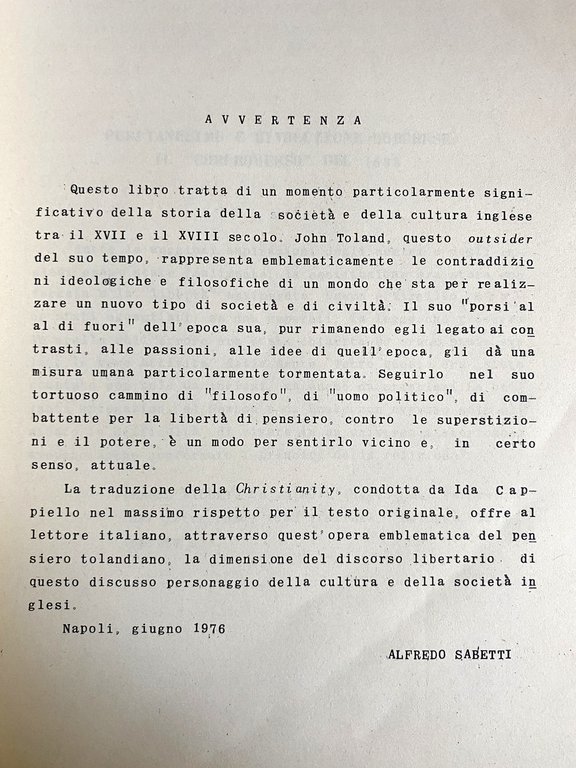 A V V E R T E N Z A
Questo libro tratta di un momento particolarmente signi-
ficativo della storia della società e della cultura inglese
tra il XVII e il XVIII secolo. John Toland, questo outsider
del suo tempo, rappresenta emblematicamente le contraddizio
ni ideologiche e filosofiche di un mondo che sta per realiz-
zare un nuovo tipo di società e di civiltà. Il suo "porsi al
al di fuori" dell'epoca sua, pur rimanendo egli legato ai con
trasti, alle passioni, alle idee di quell'epoca, gli dà una
misura umana particolarmente tormentata. Seguirlo nel suo
tortuoso cammino di "filosofo", di "uomo politico", di com-
battente per la libertà di pensiero, contro le superstizio-
ni e il potere, è un modo per sentirlo vicino e, in certo
senso, attuale.
La traduzione della Christianity, condotta da Ida Cap-
piello nel massimo rispetto per il testo originale, offre al
lettore italiano, attraverso quest'opera emblematica del pen
siero tolandiano, la dimensione del discorso libertario di
questo discusso personaggio della cultura e della società in
glesi.
Napoli, giugno 1976
ALFREDO SABETTI